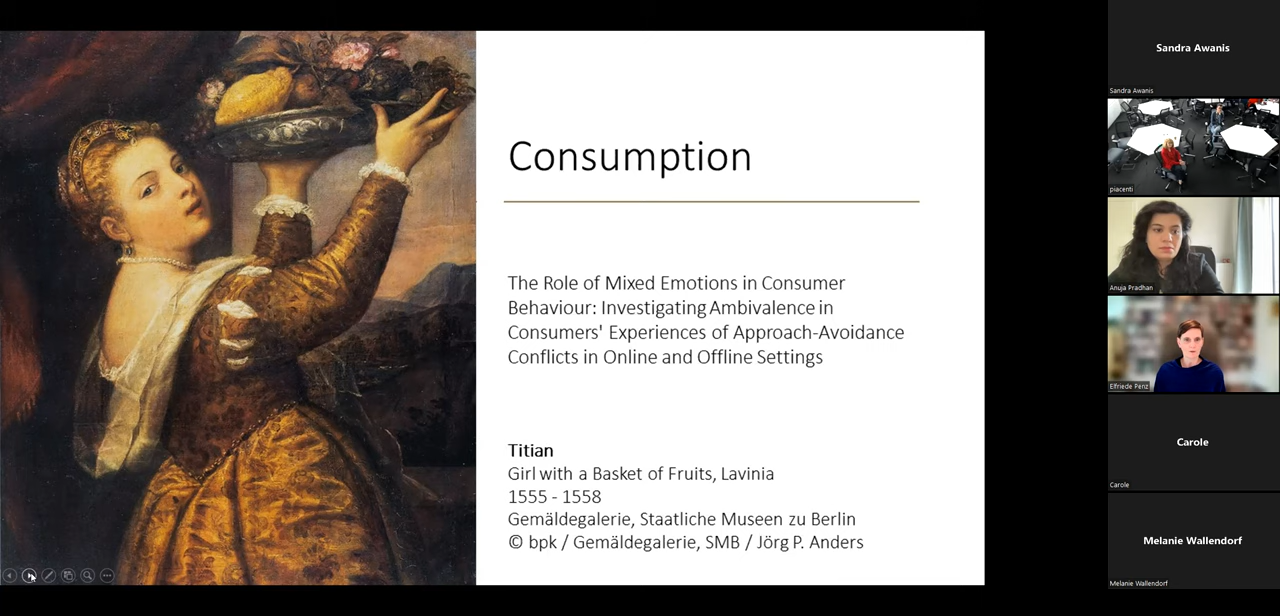 Consumption
The Role of Mixed Emotions in Consumer
Behaviour: Investigating Ambivalence in
Consumers' Experiences of Approach-Avoidance
Conflicts in Online and Offline Settings
Titian
Girl with a Basket of Fruits, Lavinia
1555 - 1558
Gemäldegalerie, Staatliche Museen zu Berlin
© bpk / Gemäldegalerie, SMB / Jörg P. Anders
Sandra Awanis
Sandra Awanis
piacenti
Anuja Pradhan
Elfriede Penz
Carole
Carole
Melanie Wallendorf
Melanie Wallendorf